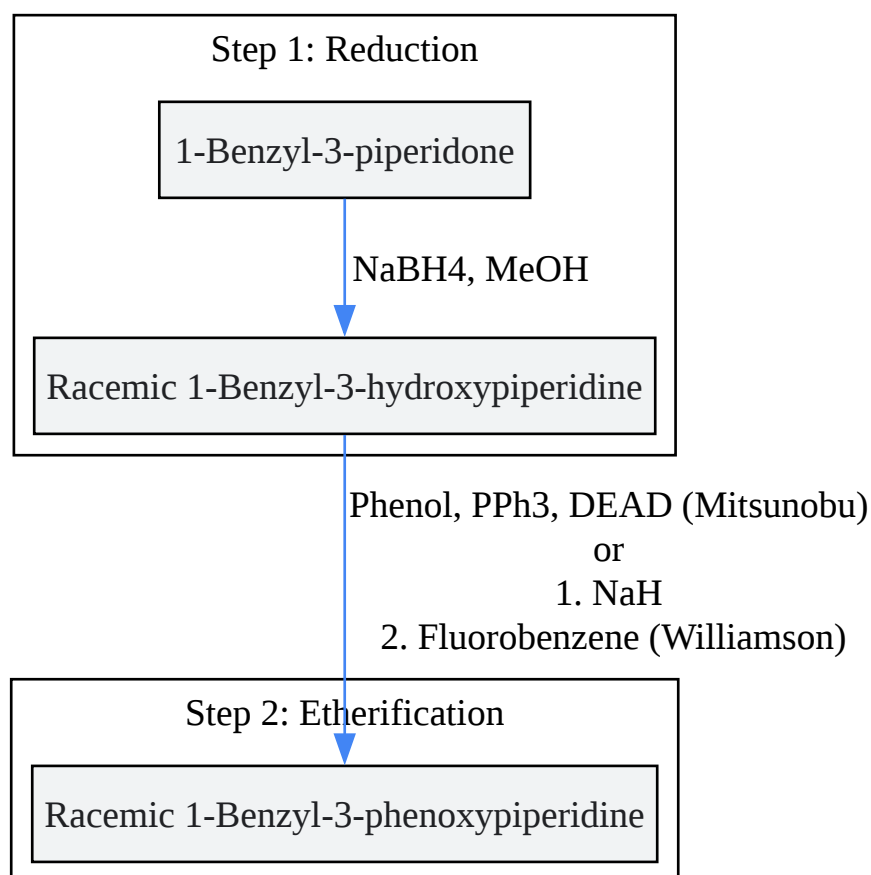 Step 1: Reduction
1-Benzyl-3-piperidone
NaBH4, MeOH
Racemic 1-Benzyl-3-hydroxypiperidine
Phenol, PPh3, DEAD (Mitsunobu)
or
1. NaH
2. Fluorobenzene (Williamson)
Step 2: Etherification
Racemic 1-Benzyl-3-phenoxypiperidine